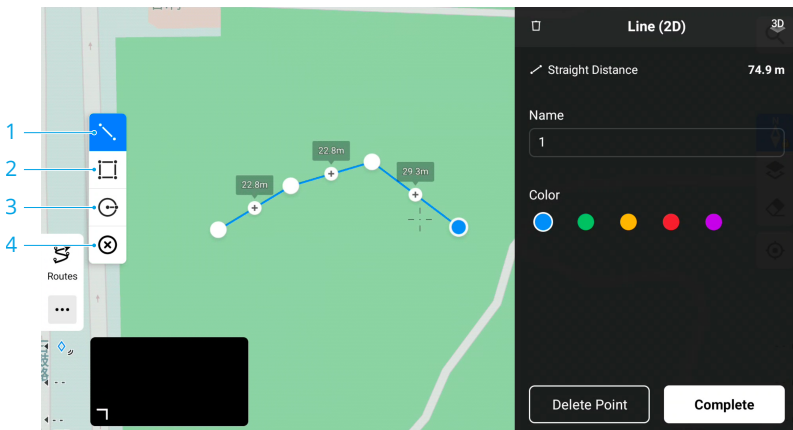 Line (2D)
3D
Straight Distance 74.9 m
Name
1
Color
22.8m
22.8m
29.3m
1
2
3
4
Routes
Delete Point
Complete